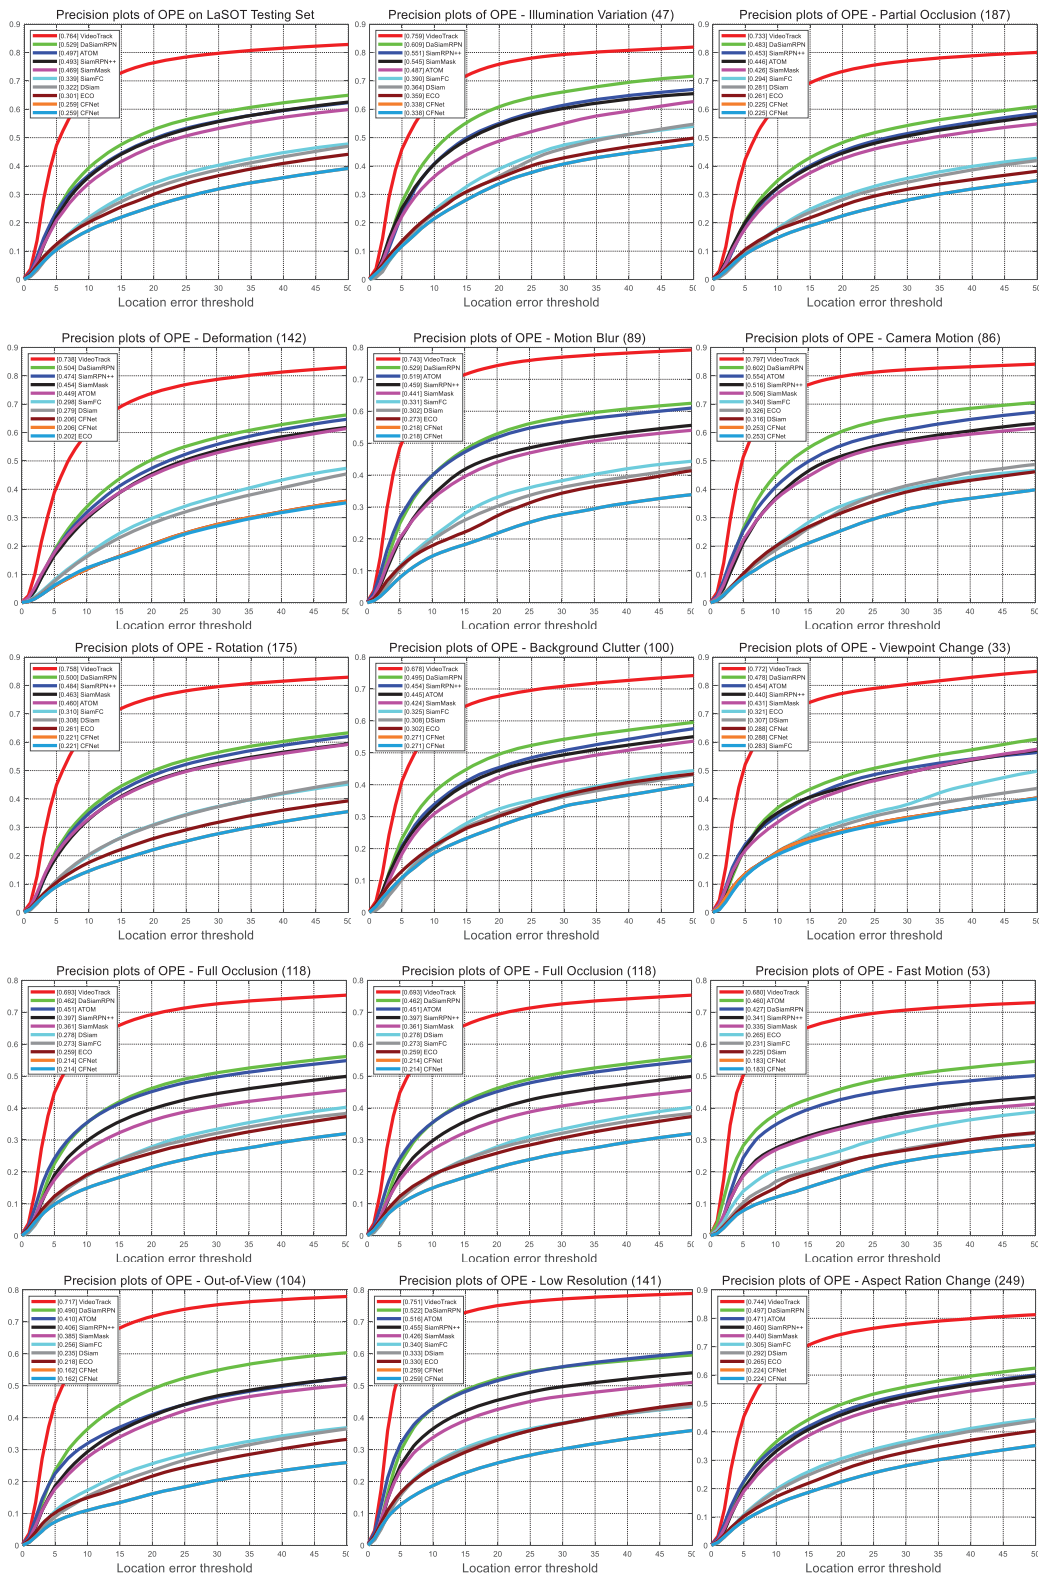 Precision plots of OPE on LaSOT Testing Set
[0.764] VideoTrack
[0.529] DaSiamRPN
[0.497] ATOM
[0.493] SiamRPN++
[0.469] SiamMask
[0.339] SiamFC
[0.322] DSiam
[0.301] ECO
[0.259] CFNet
[0.259] CFNet
Location error threshold
Precision plots of OPE - Illumination Variation (47)
[0.759] VideoTrack
[0.609] DaSiamRPN
[0.551] SiamRPN++
[0.545] SiamMask
[0.487] ATOM
[0.390] SiamFC
[0.364] DSiam
[0.359] ECO
[0.338] CFNet
[0.338] CFNet
Location error threshold
Precision plots of OPE - Partial Occlusion (187)
[0.733] VideoTrack
[0.483] DaSiamRPN
[0.453] SiamRPN++
[0.446] ATOM
[0.426] SiamMask
[0.294] SiamFC
[0.281] DSiam
[0.261] ECO
[0.225] CFNet
[0.225] CFNet
Location error threshold
Precision plots of OPE - Deformation (142)
[0.738] VideoTrack
[0.504] DaSiamRPN
[0.474] SiamRPN++
[0.454] SiamMask
[0.449] ATOM
[0.298] SiamFC
[0.279] DSiam
[0.206] CFNet
[0.206] CFNet
[0.202] ECO
Location error threshold
Precision plots of OPE - Motion Blur (89)
[0.743] VideoTrack
[0.529] DaSiamRPN
[0.519] ATOM
[0.459] SiamRPN++
[0.441] SiamMask
[0.331] SiamFC
[0.302] DSiam
[0.273] ECO
[0.218] CFNet
[0.218] CFNet
Location error threshold
Precision plots of OPE - Camera Motion (86)
[0.797] VideoTrack
[0.602] DaSiamRPN
[0.554] ATOM
[0.516] SiamRPN++
[0.506] SiamMask
[0.340] SiamFC
[0.326] ECO
[0.316] DSiam
[0.253] CFNet
[0.253] CFNet
Location error threshold
Precision plots of OPE - Rotation (175)
[0.758] VideoTrack
[0.500] DaSiamRPN
[0.484] SiamRPN++
[0.463] SiamMask
[0.460] ATOM
[0.310] SiamFC
[0.308] DSiam
[0.261] ECO
[0.221] CFNet
[0.221] CFNet
Location error threshold
Precision plots of OPE - Background Clutter (100)
[0.678] VideoTrack
[0.495] DaSiamRPN
[0.454] SiamRPN++
[0.445] ATOM
[0.424] SiamMask
[0.325] SiamFC
[0.308] DSiam
[0.302] ECO
[0.271] CFNet
[0.271] CFNet
Location error threshold
Precision plots of OPE - Viewpoint Change (33)
[0.772] VideoTrack
[0.478] DaSiamRPN
[0.454] ATOM
[0.440] SiamRPN++
[0.431] SiamMask
[0.321] ECO
[0.307] DSiam
[0.288] CFNet
[0.288] CFNet
[0.283] SiamFC
Location error threshold
Precision plots of OPE - Full Occlusion (118)
[0.693] VideoTrack
[0.462] DaSiamRPN
[0.451] ATOM
[0.397] SiamRPN++
[0.361] SiamMask
[0.278] DSiam
[0.273] SiamFC
[0.259] ECO
[0.214] CFNet
[0.214] CFNet
Location error threshold
Precision plots of OPE - Full Occlusion (118)
[0.693] VideoTrack
[0.462] DaSiamRPN
[0.451] ATOM
[0.397] SiamRPN++
[0.361] SiamMask
[0.278] DSiam
[0.273] SiamFC
[0.259] ECO
[0.214] CFNet
[0.214] CFNet
Location error threshold
Precision plots of OPE - Fast Motion (53)
[0.680] VideoTrack
[0.460] ATOM
[0.427] DaSiamRPN
[0.341] SiamRPN++
[0.335] SiamMask
[0.265] ECO
[0.231] SiamFC
[0.225] DSiam
[0.183] CFNet
[0.183] CFNet
Location error threshold
Precision plots of OPE - Out-of-View (104)
[0.717] VideoTrack
[0.490] DaSiamRPN
[0.410] ATOM
[0.406] SiamRPN++
[0.385] SiamMask
[0.256] SiamFC
[0.235] DSiam
[0.218] ECO
[0.162] CFNet
[0.162] CFNet
Location error threshold
Precision plots of OPE - Low Resolution (141)
[0.751] VideoTrack
[0.522] DaSiamRPN
[0.516] ATOM
[0.455] SiamRPN++
[0.426] SiamMask
[0.340] SiamFC
[0.333] DSiam
[0.330] ECO
[0.259] CFNet
[0.259] CFNet
Location error threshold
Precision plots of OPE - Aspect Ration Change (249)
[0.744] VideoTrack
[0.497] DaSiamRPN
[0.471] ATOM
[0.460] SiamRPN++
[0.440] SiamMask
[0.305] SiamFC
[0.292] DSiam
[0.265] ECO
[0.224] CFNet
[0.224] CFNet
Location error threshold